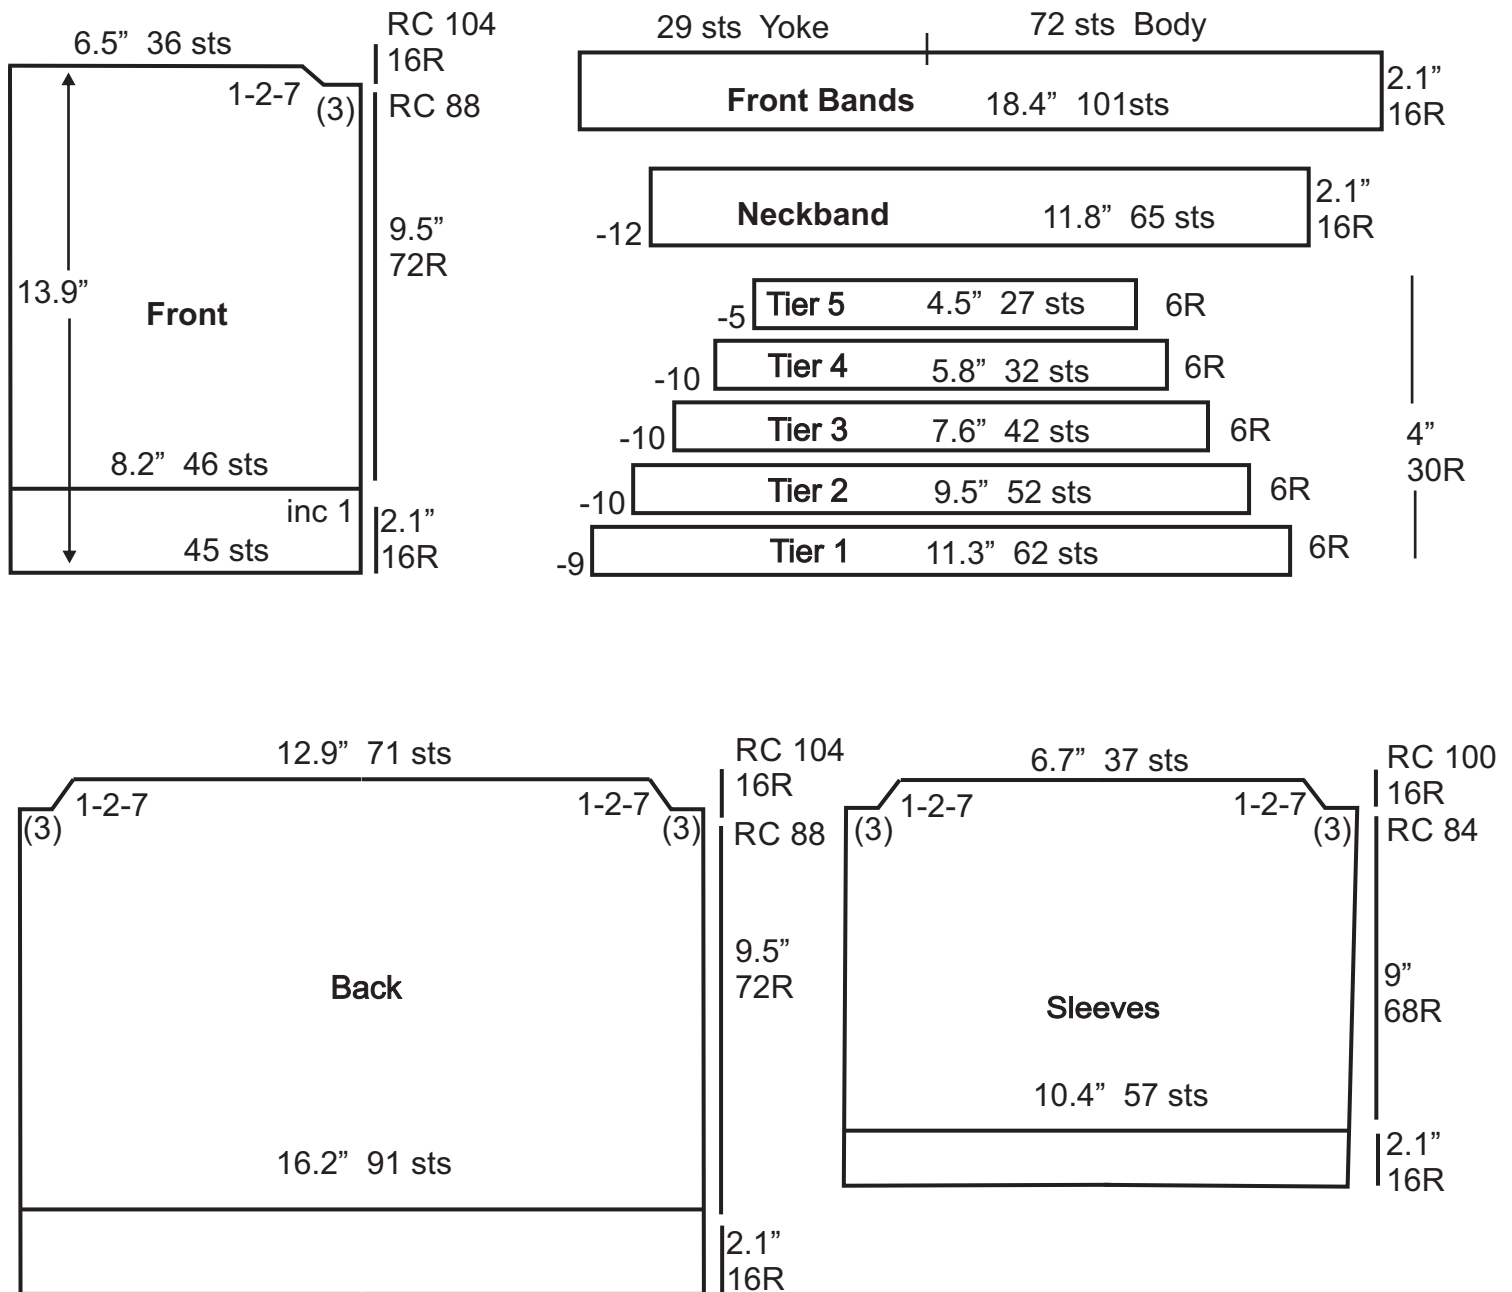 6.5” 36 sts
RC 104
16R
1-2-7
(3)
RC 88
9.5”
72R
13.9”
Front
8.2” 46 sts
inc 1
45 sts
2.1”
16R
29 sts Yoke
72 sts Body
Front Bands 18.4” 101sts
2.1”
16R
-12
Neckband 11.8” 65 sts
2.1”
16R
-5 Tier 5 4.5” 27 sts 6R
-10 Tier 4 5.8” 32 sts 6R
-10 Tier 3 7.6” 42 sts 6R
-10 Tier 2 9.5” 52 sts 6R
-9 Tier 1 11.3” 62 sts 6R
4”
30R
12.9” 71 sts
RC 104
16R
1-2-7
1-2-7
(3)
(3)
RC 88
9.5”
72R
Back
16.2” 91 sts
2.1”
16R
6.7” 37 sts
RC 100
16R
1-2-7
1-2-7
(3)
(3)
RC 84
9”
68R
Sleeves
10.4” 57 sts
2.1”
16R